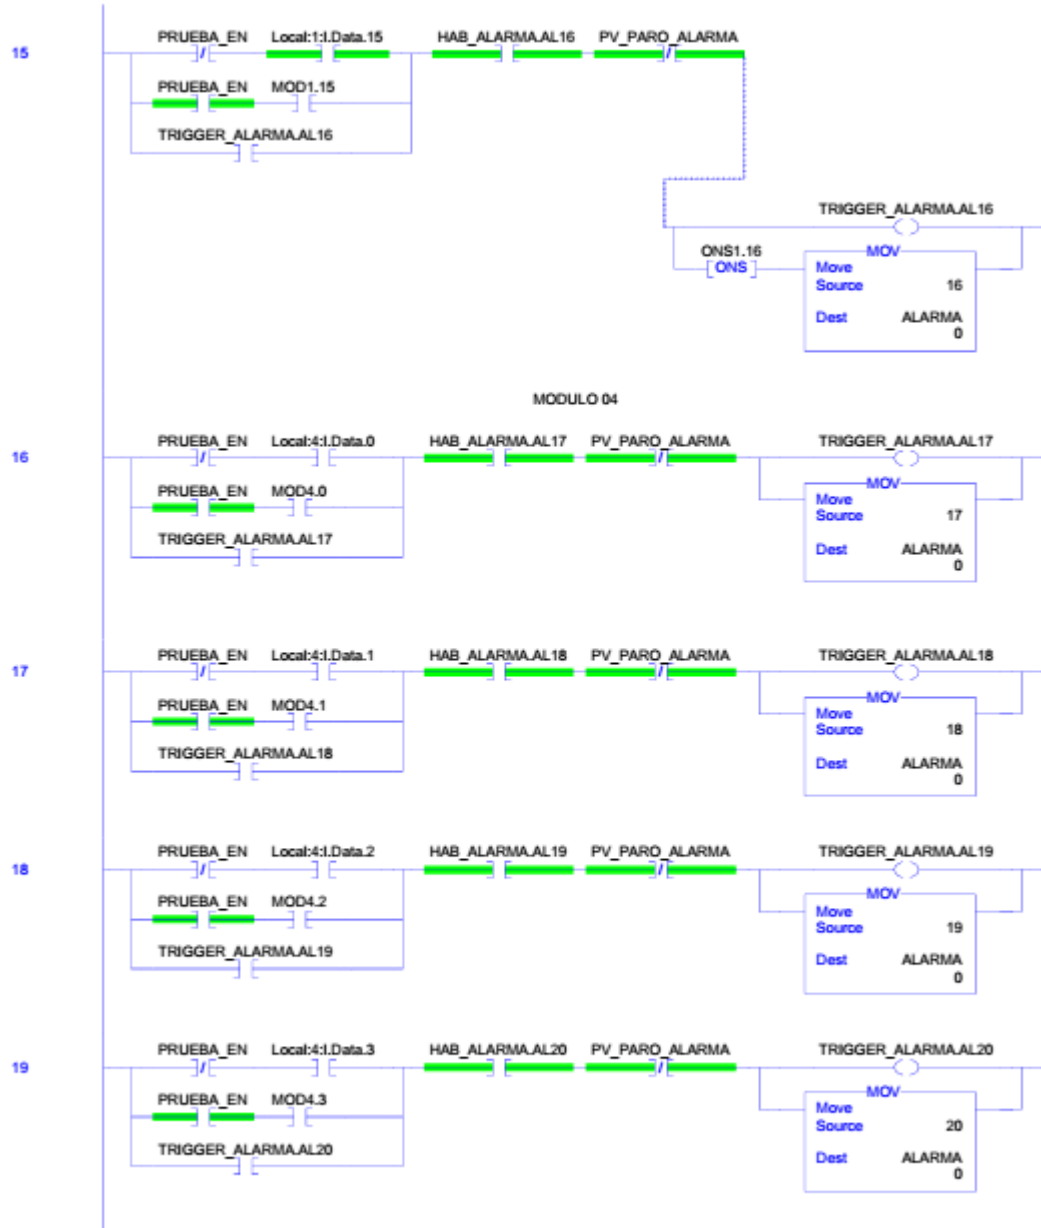 15
PRUEBA_EN Local:1:I.Data.15 HAB_ALARMA.AL16 PV_PARO_ALARMA
PRUEBA_EN MOD1.15
TRIGGER_ALARMA.AL16
TRIGGER_ALARMA.AL16
ONS1.16
ONS
MOV
Move
Source 16
Dest ALARMA
0
MODULO 04
16
PRUEBA_EN Local:4:I.Data.0 HAB_ALARMA.AL17 PV_PARO_ALARMA TRIGGER_ALARMA.AL17
PRUEBA_EN MOD4.0
TRIGGER_ALARMA.AL17
MOV
Move
Source 17
Dest ALARMA
0
17
PRUEBA_EN Local:4:I.Data.1 HAB_ALARMA.AL18 PV_PARO_ALARMA TRIGGER_ALARMA.AL18
PRUEBA_EN MOD4.1
TRIGGER_ALARMA.AL18
MOV
Move
Source 18
Dest ALARMA
0
18
PRUEBA_EN Local:4:I.Data.2 HAB_ALARMA.AL19 PV_PARO_ALARMA TRIGGER_ALARMA.AL19
PRUEBA_EN MOD4.2
TRIGGER_ALARMA.AL19
MOV
Move
Source 19
Dest ALARMA
0
19
PRUEBA_EN Local:4:I.Data.3 HAB_ALARMA.AL20 PV_PARO_ALARMA TRIGGER_ALARMA.AL20
PRUEBA_EN MOD4.3
TRIGGER_ALARMA.AL20
MOV
Move
Source 20
Dest ALARMA
0